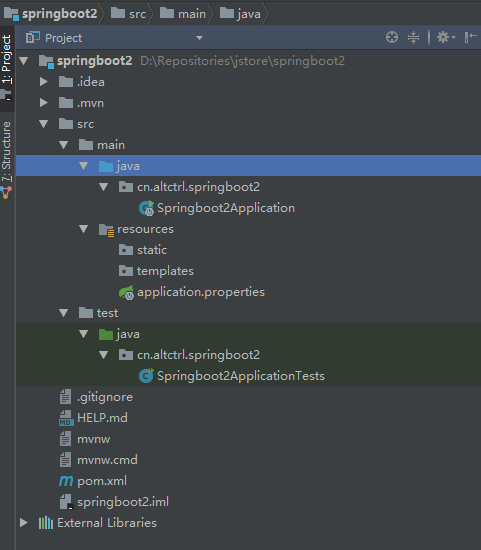 springboot2 src main java
1: Project
7: Structure
Project
springboot2 D:\Repositories\jstore\springboot2
.idea
.mvn
src
main
java
cn.altctrl.springboot2
Springboot2Application
resources
static
templates
application.properties
test
java
cn.altctrl.springboot2
Springboot2ApplicationTests
.gitignore
HELP.md
mvnw
mvnw.cmd
pom.xml
springboot2.iml
External Libraries